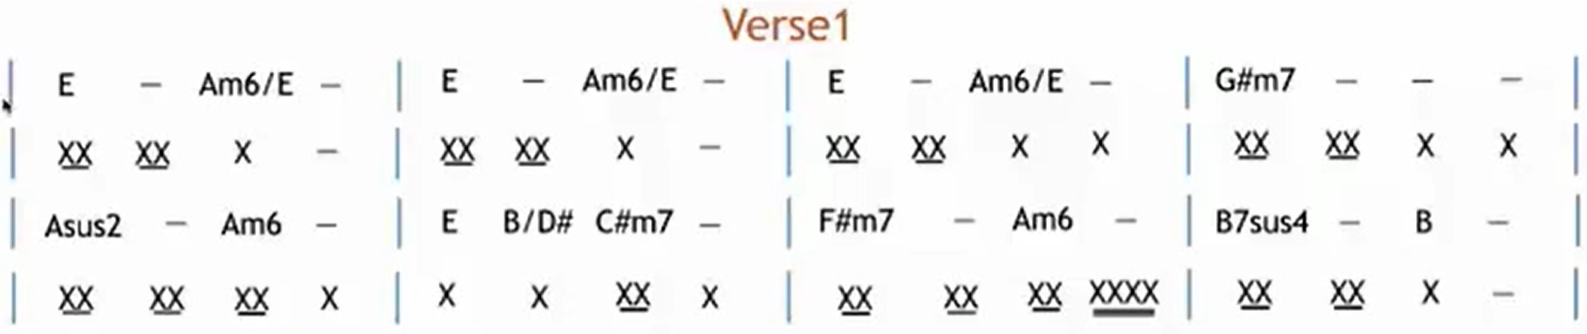 Verse1
| E – Am6/E – | E – Am6/E – | E – Am6/E – | G#m7 – – – |
| XX XX X – | XX XX X – | XX XX X X | XX XX X X |
| Asus2 – Am6 – | E B/D# C#m7 – | F#m7 – Am6 – | B7sus4 – B – |
| XX XX XX X | X X XX X | XX XX XX XXXX | XX XX X – |